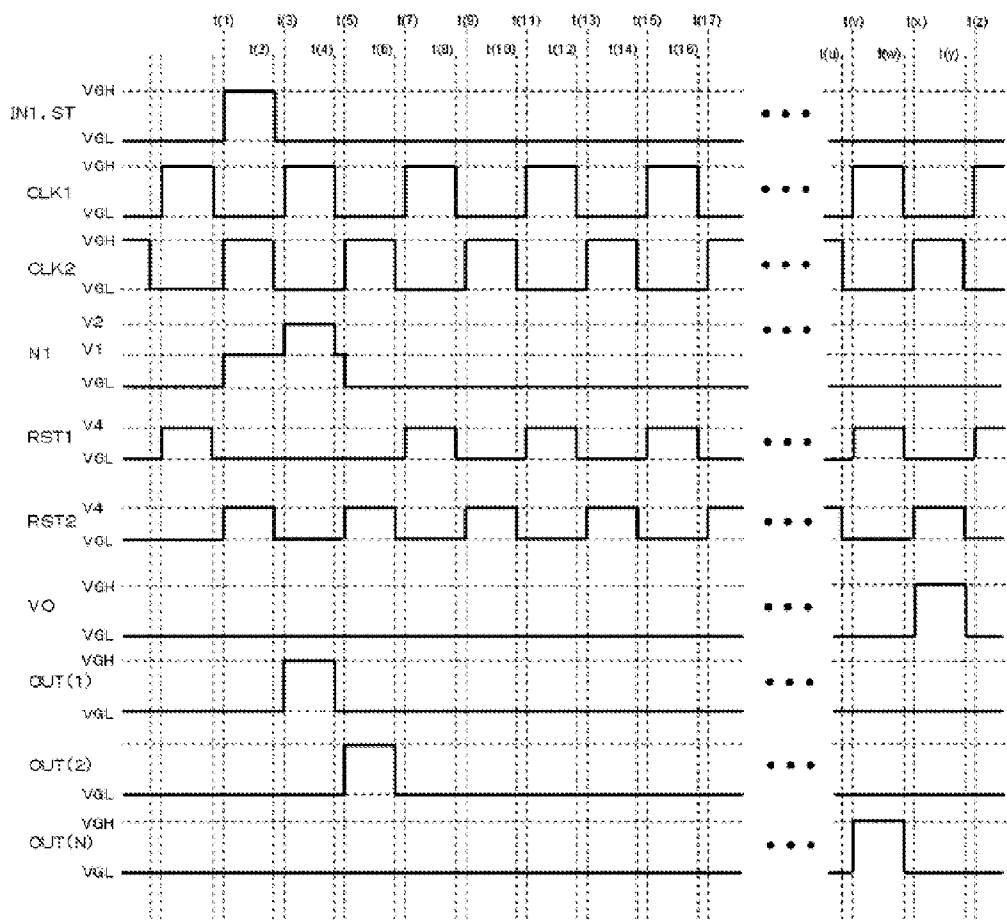 t(1) t(3) t(5) t(7) t(9) t(11) t(13) t(15) t(17) t(v) t(x) t(z)
t(2) t(4) t(6) t(8) t(10) t(12) t(14) t(16) t(u) t(w) t(y)
IN1, ST VGH
VGL
CLK1 VGH
VGL
CLK2 VGH
VGL
N1 V2
V1
VGL
RST1 V4
VGL
RST2 V4
VGL
VO VGH
VGL
OUT(1) VGH
VGL
OUT(2)
VGL
OUT(N) VGH
VGL